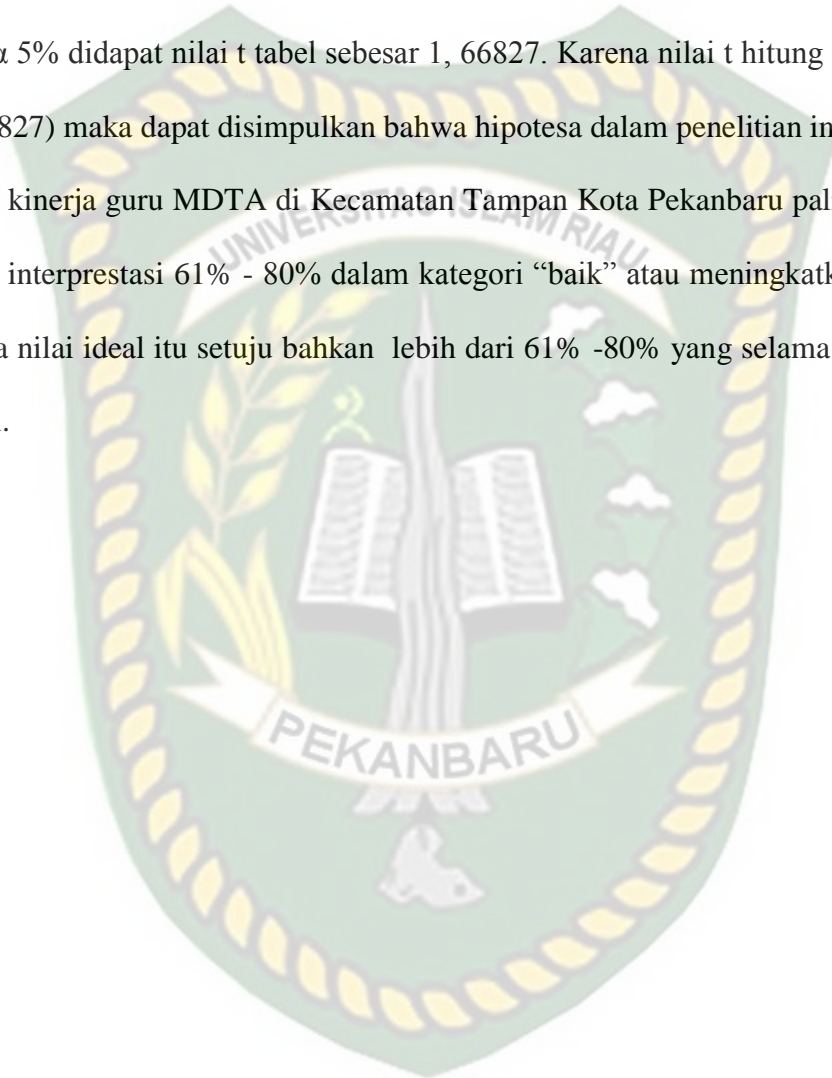 α 5% didapat nilai t tabel sebesar 1, 66827. Karena nilai t hitung
827) maka dapat disimpulkan bahwa hipotesa dalam penelitian in
kinerja guru MDTA di Kecamatan Tampan Kota Pekanbaru pal
UNIVERSITAS ISLAM RIAU
interprestasi 61% - 80% dalam kategori “baik” atau meningkatk
a nilai ideal itu setuju bahkan lebih dari 61% -80% yang selama
.
PEKANBARU